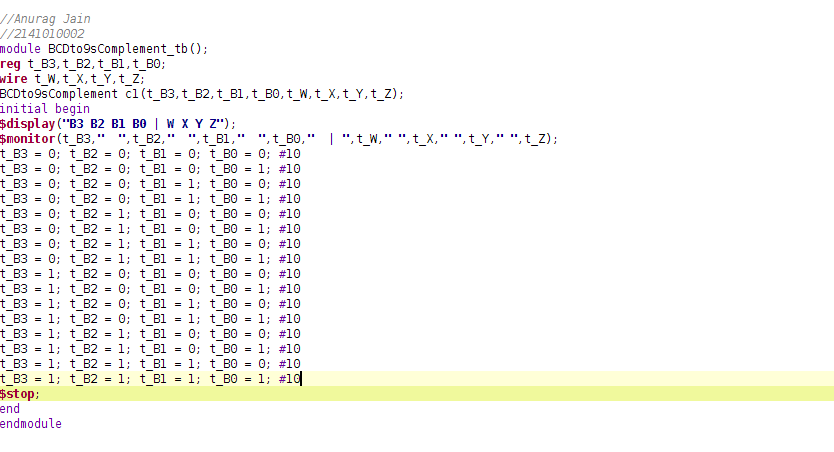 //Anurag Jain
//2141010002
module BCDto9sComplement_tb();
reg t_B3,t_B2,t_B1,t_B0;
wire t_W,t_X,t_Y,t_Z;
BCDto9sComplement c1(t_B3,t_B2,t_B1,t_B0,t_W,t_X,t_Y,t_Z);
initial begin
$display("B3 B2 B1 B0 | W X Y Z");
$monitor(t_B3,"  ",t_B2,"  ",t_B1,"  ",t_B0,"  | ",t_W," ",t_X," ",t_Y," ",t_Z);
t_B3 = 0; t_B2 = 0; t_B1 = 0; t_B0 = 0; #10
t_B3 = 0; t_B2 = 0; t_B1 = 0; t_B0 = 1; #10
t_B3 = 0; t_B2 = 0; t_B1 = 1; t_B0 = 0; #10
t_B3 = 0; t_B2 = 0; t_B1 = 1; t_B0 = 1; #10
t_B3 = 0; t_B2 = 1; t_B1 = 0; t_B0 = 0; #10
t_B3 = 0; t_B2 = 1; t_B1 = 0; t_B0 = 1; #10
t_B3 = 0; t_B2 = 1; t_B1 = 1; t_B0 = 0; #10
t_B3 = 0; t_B2 = 1; t_B1 = 1; t_B0 = 1; #10
t_B3 = 1; t_B2 = 0; t_B1 = 0; t_B0 = 0; #10
t_B3 = 1; t_B2 = 0; t_B1 = 0; t_B0 = 1; #10
t_B3 = 1; t_B2 = 0; t_B1 = 1; t_B0 = 0; #10
t_B3 = 1; t_B2 = 0; t_B1 = 1; t_B0 = 1; #10
t_B3 = 1; t_B2 = 1; t_B1 = 0; t_B0 = 0; #10
t_B3 = 1; t_B2 = 1; t_B1 = 0; t_B0 = 1; #10
t_B3 = 1; t_B2 = 1; t_B1 = 1; t_B0 = 0; #10
t_B3 = 1; t_B2 = 1; t_B1 = 1; t_B0 = 1; #10
$stop;
end
endmodule